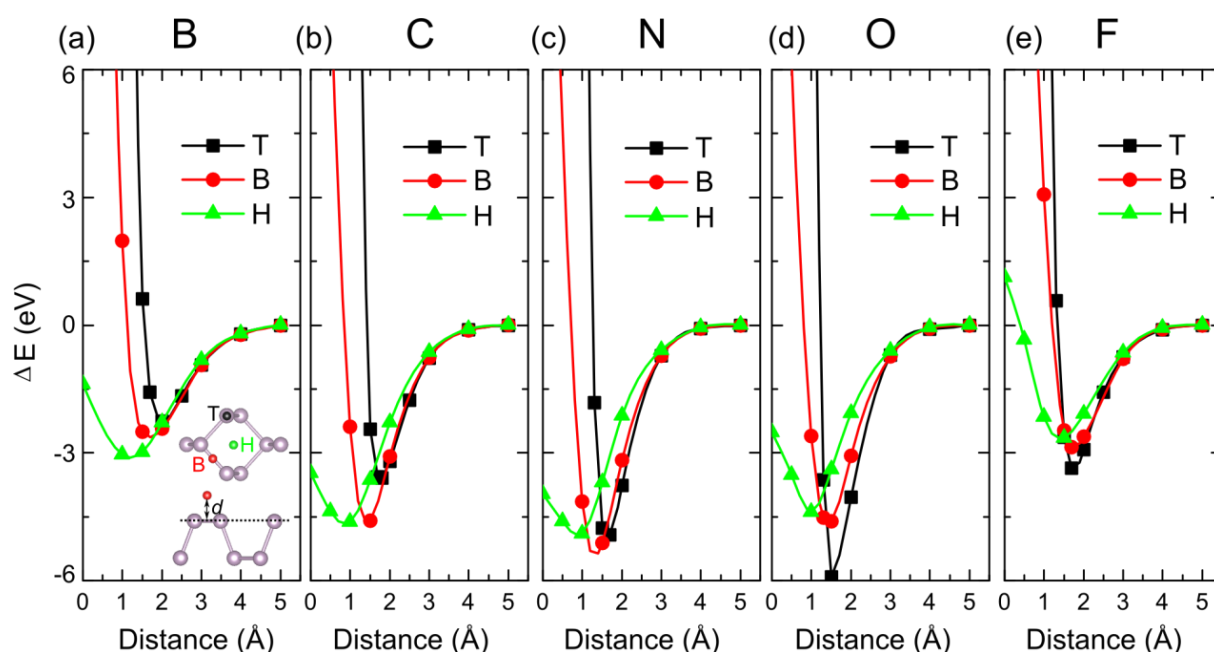 (a) B (b) C (c) N (d) O (e) F
6 3 0 -3 -6
Δ E (eV)
T T T T T
B B B B B
H H H H H
T
H
B
d
0 1 2 3 4 5 0 1 2 3 4 5 0 1 2 3 4 5 0 1 2 3 4 5 0 1 2 3 4 5
Distance (Å) Distance (Å) Distance (Å) Distance (Å) Distance (Å)